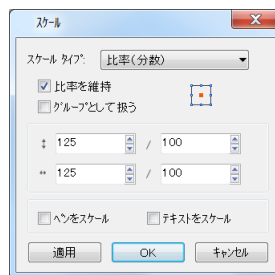 スケール
スケール タイプ: 比率(分数)
比率を維持
グループとして扱う
125 / 100
125 / 100
ペンをスケール テキストをスケール
適用 OK キャンセル